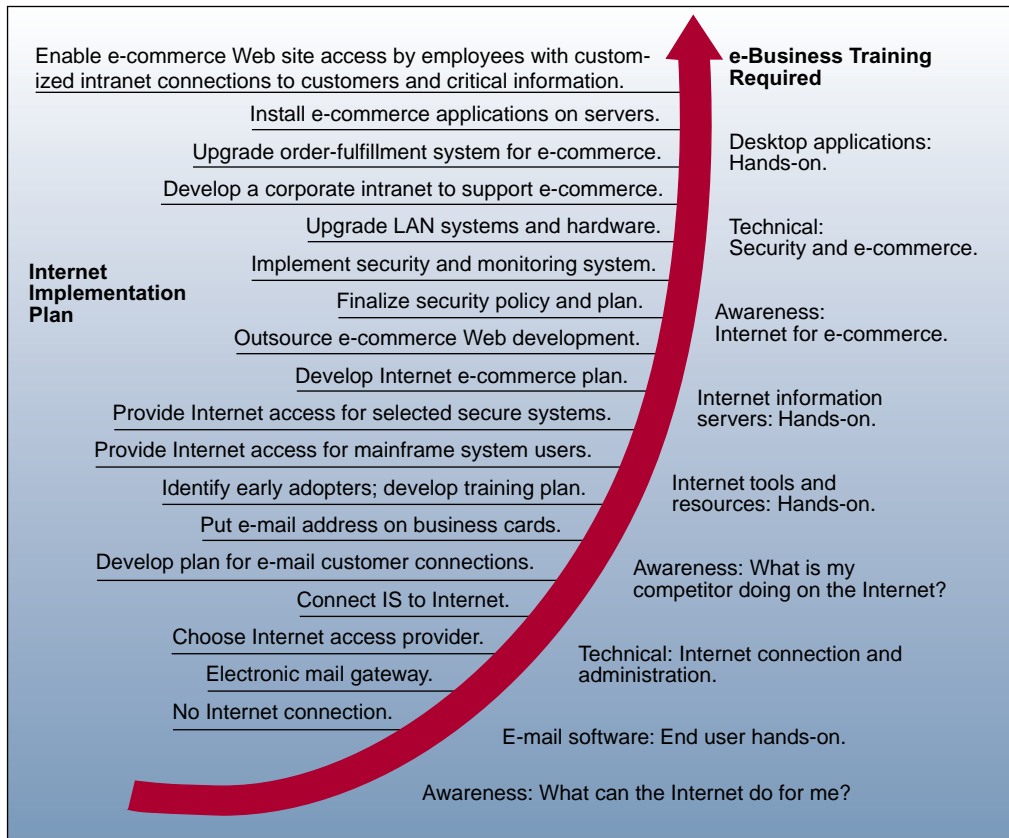 Enable e-commerce Web site access by employees with custom-
ized intranet connections to customers and critical information.
Install e-commerce applications on servers.
Upgrade order-fulfillment system for e-commerce.
Develop a corporate intranet to support e-commerce.
Upgrade LAN systems and hardware.
Implement security and monitoring system.
Internet
Implementation
Plan
Finalize security policy and plan.
Outsource e-commerce Web development.
Develop Internet e-commerce plan.
Provide Internet access for selected secure systems.
Provide Internet access for mainframe system users.
Identify early adopters; develop training plan.
Put e-mail address on business cards.
Develop plan for e-mail customer connections.
Connect IS to Internet.
Choose Internet access provider.
Electronic mail gateway.
No Internet connection.
e-Business Training
Required
Desktop applications:
Hands-on.
Technical:
Security and e-commerce.
Awareness:
Internet for e-commerce.
Internet information
servers: Hands-on.
Internet tools and
resources: Hands-on.
Awareness: What is my
competitor doing on the Internet?
Technical: Internet connection and
administration.
E-mail software: End user hands-on.
Awareness: What can the Internet do for me?